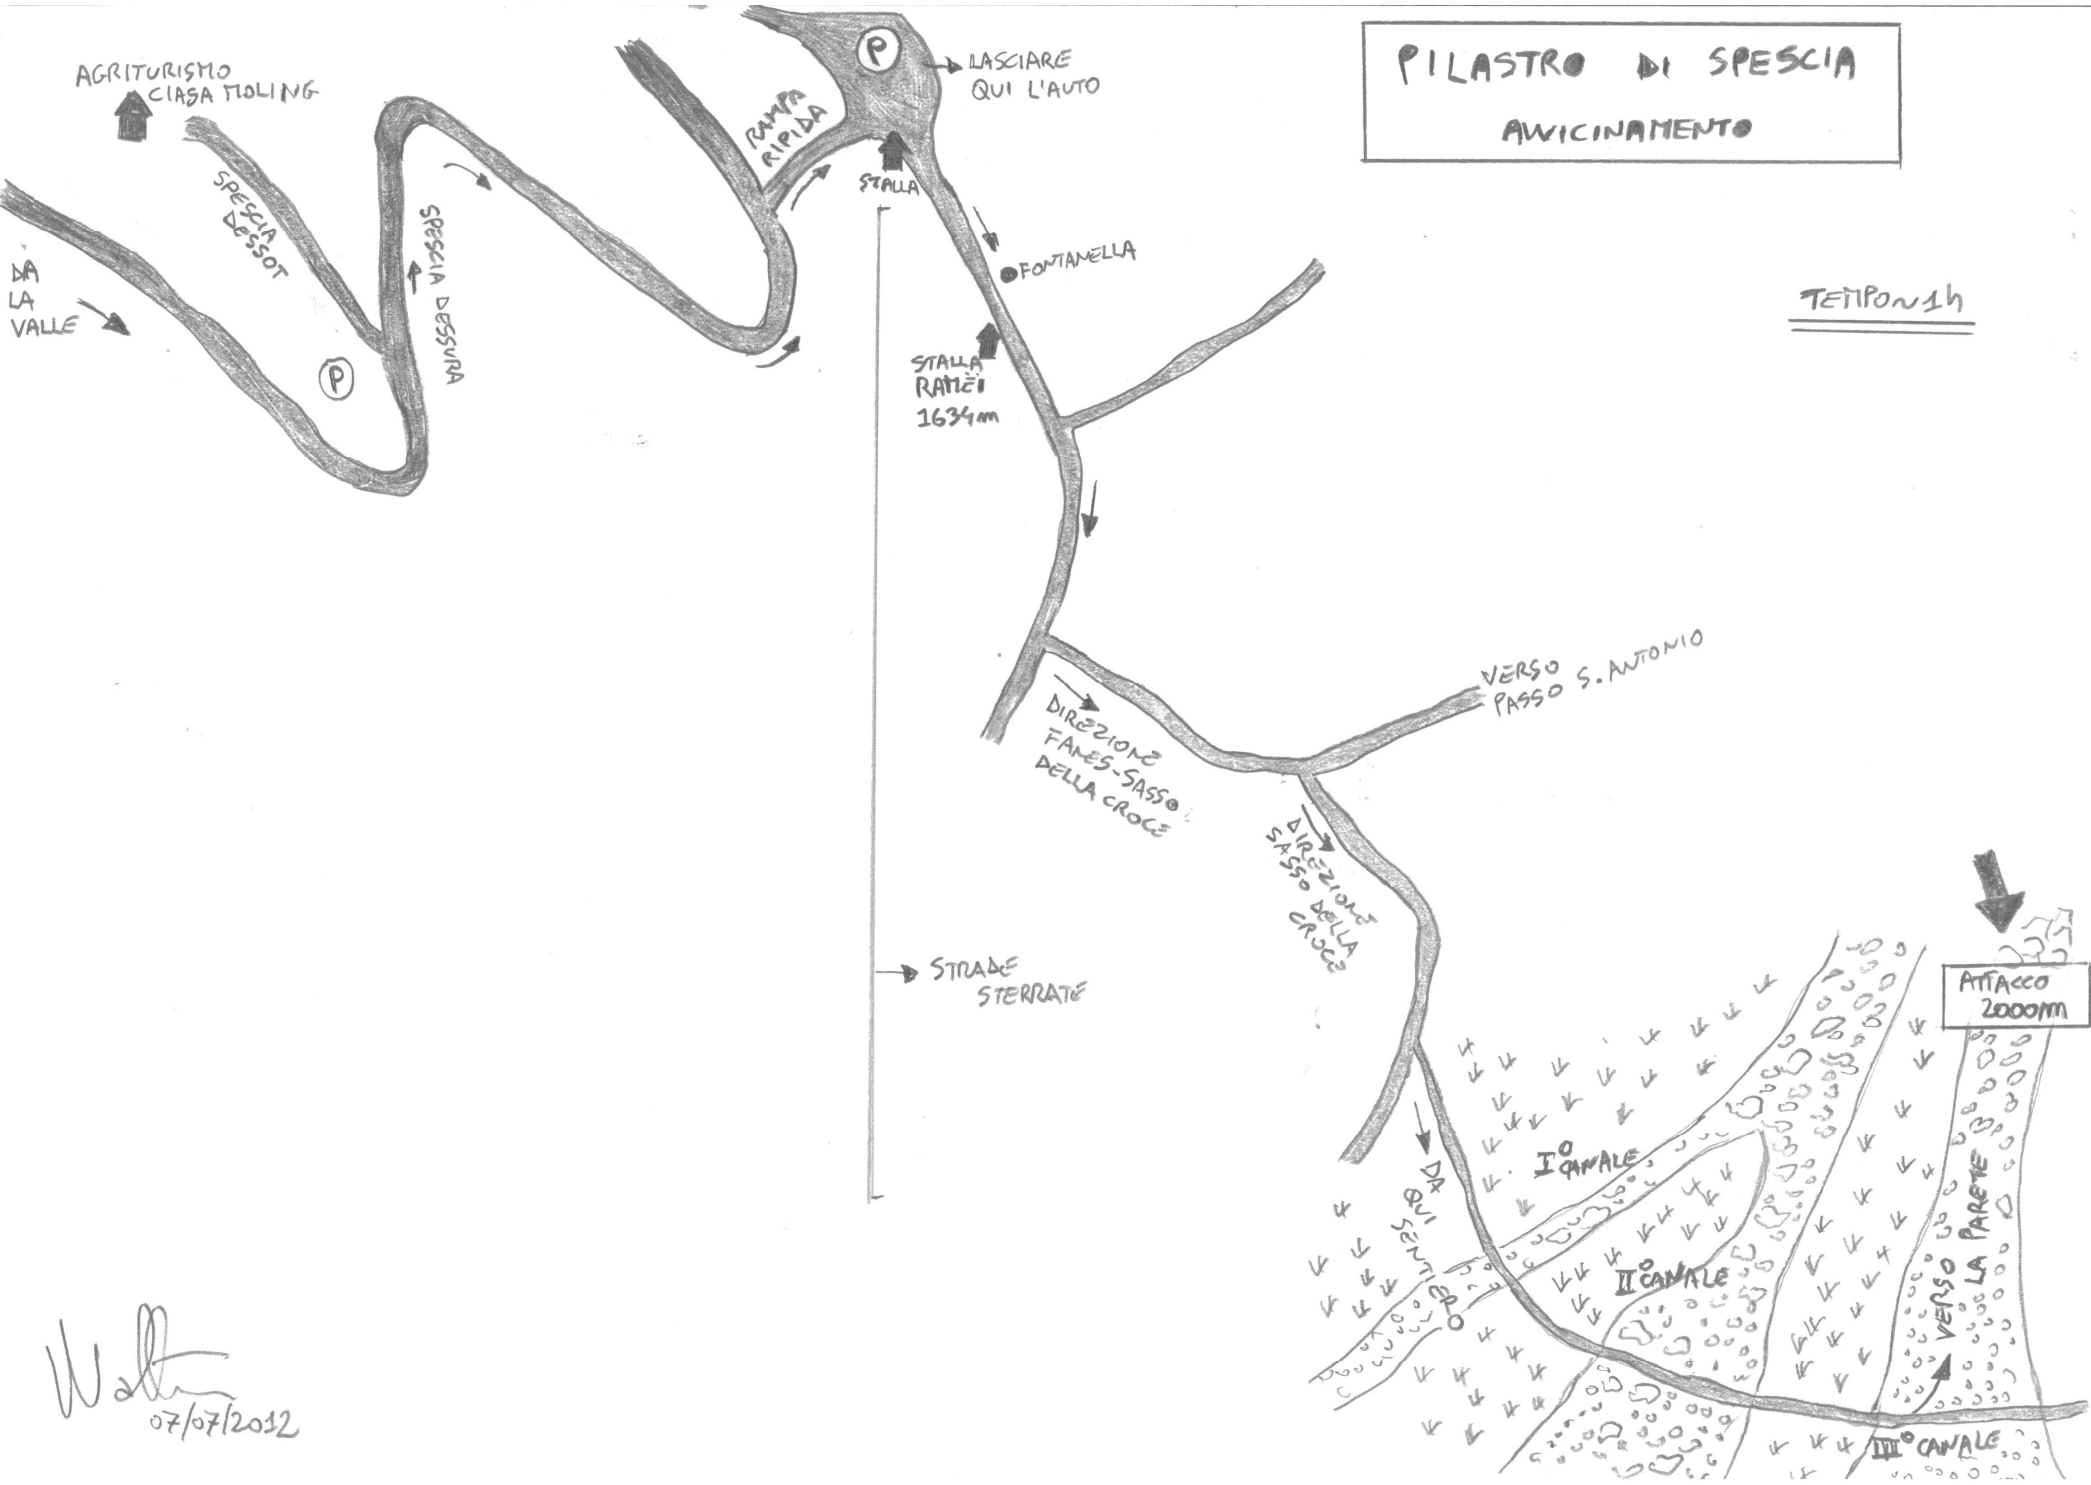 PILASTRO DI SPESCIA
AVVICINAMENTO
TEMPO ~ 1h
AGRITURISMO
CIASA MOLING
SPESCIA
DESSOT
DA
LA
VALLE
P
SPESCIA DESSURA
RAMPA
RIPIDA
P
LASCIARE
QUI L'AUTO
STALLA
FONTANELLA
STALLA
RAMËI
1634m
DIREZIONE
FANES-SASSO
DELLA CROCE
VERSO
PASSO S. ANTONIO
DIREZIONE
SASSO DELLA
CROCE
STRADE
STERRATE
DA QUI SENTIERO
I° CANALE
II° CANALE
III° CANALE
VERSO
LA PARETE
ATTACCO
2000m
07/07/2012